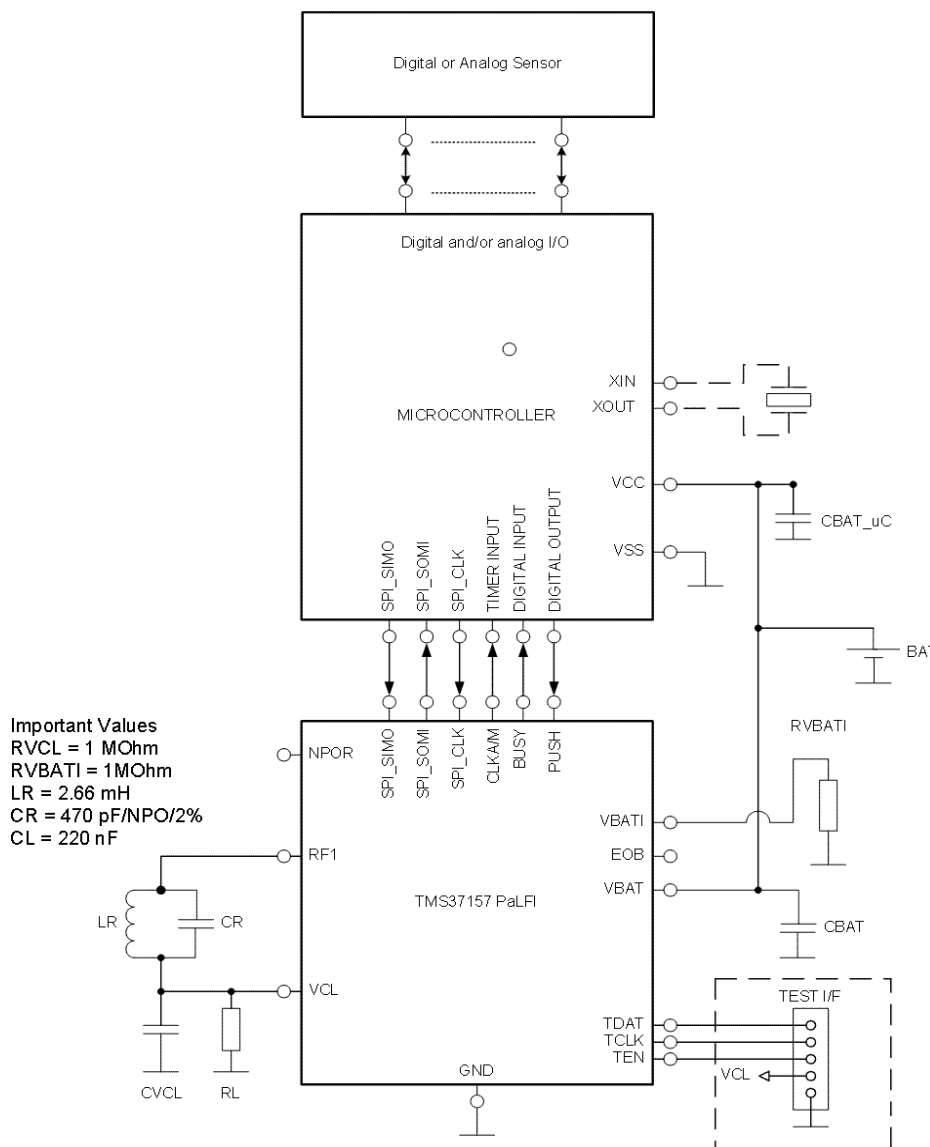 Digital or Analog Sensor
Digital and/or analog I/O
XIN
XOUT
MICROCONTROLLER
VCC
CBAT_uC
VSS
SPI_SIMO
SPI_SOMI
SPI_CLK
TIMER INPUT
DIGITAL INPUT
DIGITAL OUTPUT
Important Values
RVCL = 1 MOhm
RVBATI = 1MOhm
LR = 2.66 mH
CR = 470 pF/NPO/2%
CL = 220 nF
RVBATI
NPOR
SPI_SIMO
SPI_SOMI
SPI_CLK
CLKA/M
BUSY
PUSH
VBATI
RF1
EOB
VBAT
TMS37157 PaLFI
LR
CR
CBAT
VCL
TEST I/F
TDAT
TCLK
TEN
VCL
GND
CVCL
RL